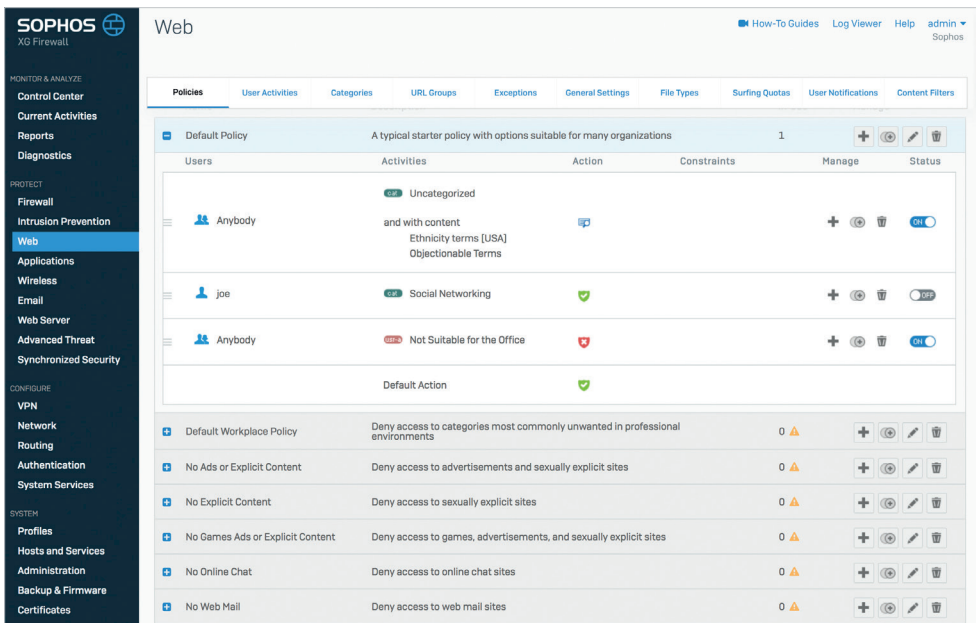 SOPHOS
XG Firewall
Web
How-To Guides Log Viewer Help admin
Sophos
MONITOR & ANALYZE
Control Center
Current Activities
Reports
Diagnostics
PROTECT
Firewall
Intrusion Prevention
Web
Applications
Wireless
Email
Web Server
Advanced Threat
Synchronized Security
CONFIGURE
VPN
Network
Routing
Authentication
System Services
SYSTEM
Profiles
Hosts and Services
Administration
Backup & Firmware
Certificates
Policies User Activities Categories URL Groups Exceptions General Settings File Types Surfing Quotas User Notifications Content Filters
Default Policy A typical starter policy with options suitable for many organizations 1
Users Activities Action Constraints Manage Status
cat Uncategorized
Anybody and with content ON
Ethnicity terms [USA]
Objectionable Terms
joe cat Social Networking OFF
Anybody Not Suitable for the Office ON
Default Action
Default Workplace Policy Deny access to categories most commonly unwanted in professional
environments 0
No Ads or Explicit Content Deny access to advertisements and sexually explicit sites 0
No Explicit Content Deny access to sexually explicit sites 0
No Games Ads or Explicit Content Deny access to games, advertisements, and sexually explicit sites 0
No Online Chat Deny access to online chat sites 0
No Web Mail Deny access to web mail sites 0